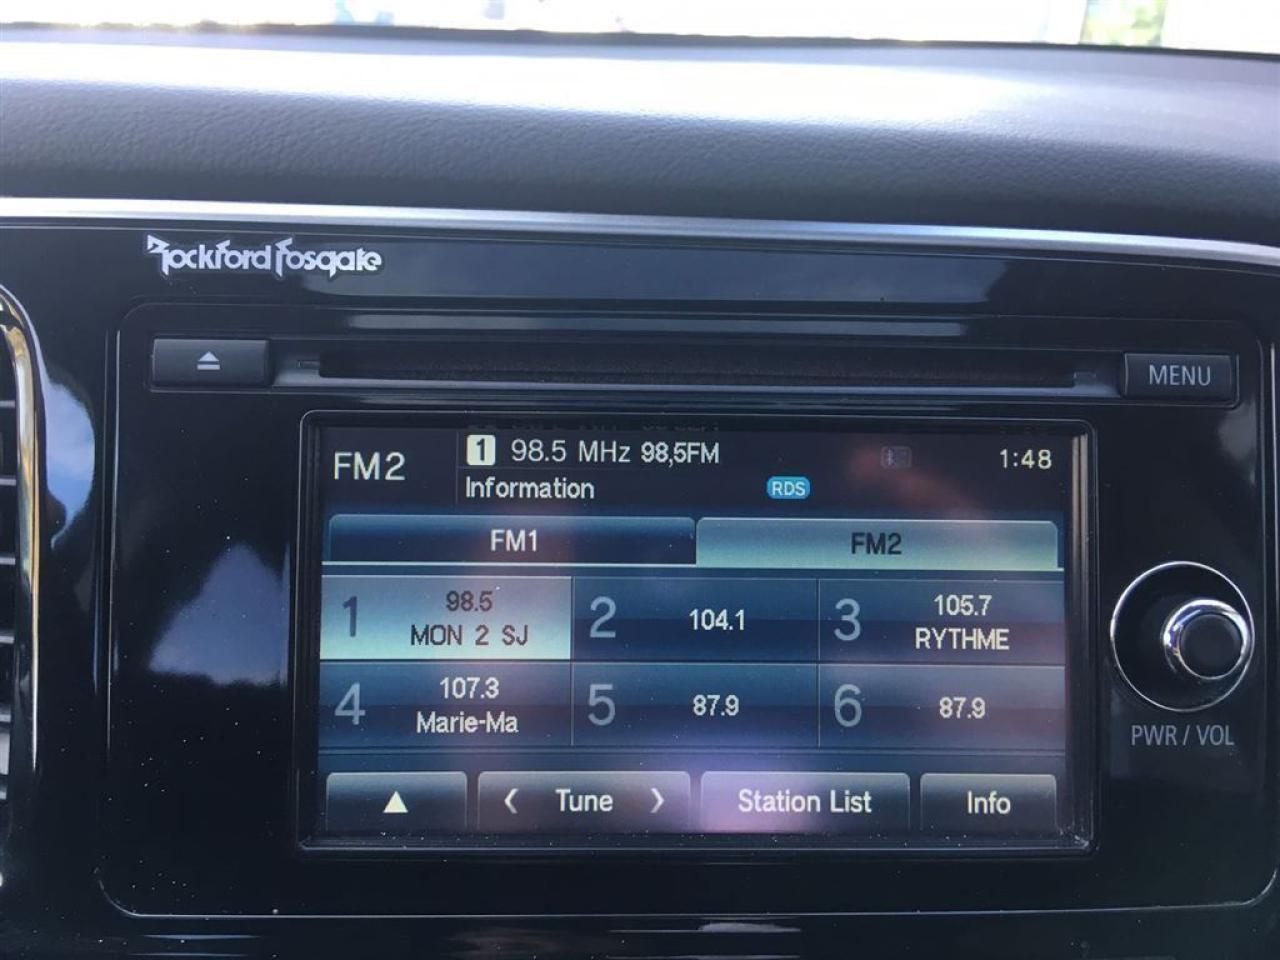 Rockford Fosgate
MENU
FM2
1 98.5 MHz 98,5FM
1:48
Information
RDS
FM1
FM2
1
98.5
MON 2 SJ
2
104.1
3
105.7
RYTHME
4
107.3
Marie-Ma
5
87.9
6
87.9
Tune
Station List
Info
PWR / VOL